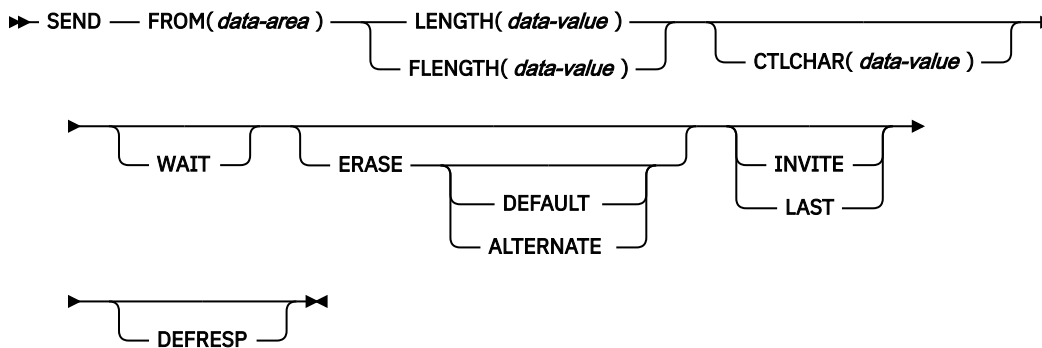 SEND FROM( data-area ) LENGTH( data-value )
FLENGTH( data-value ) CTLCHAR( data-value )
WAIT ERASE INVITE
DEFAULT LAST
ALTERNATE
DEFRESP